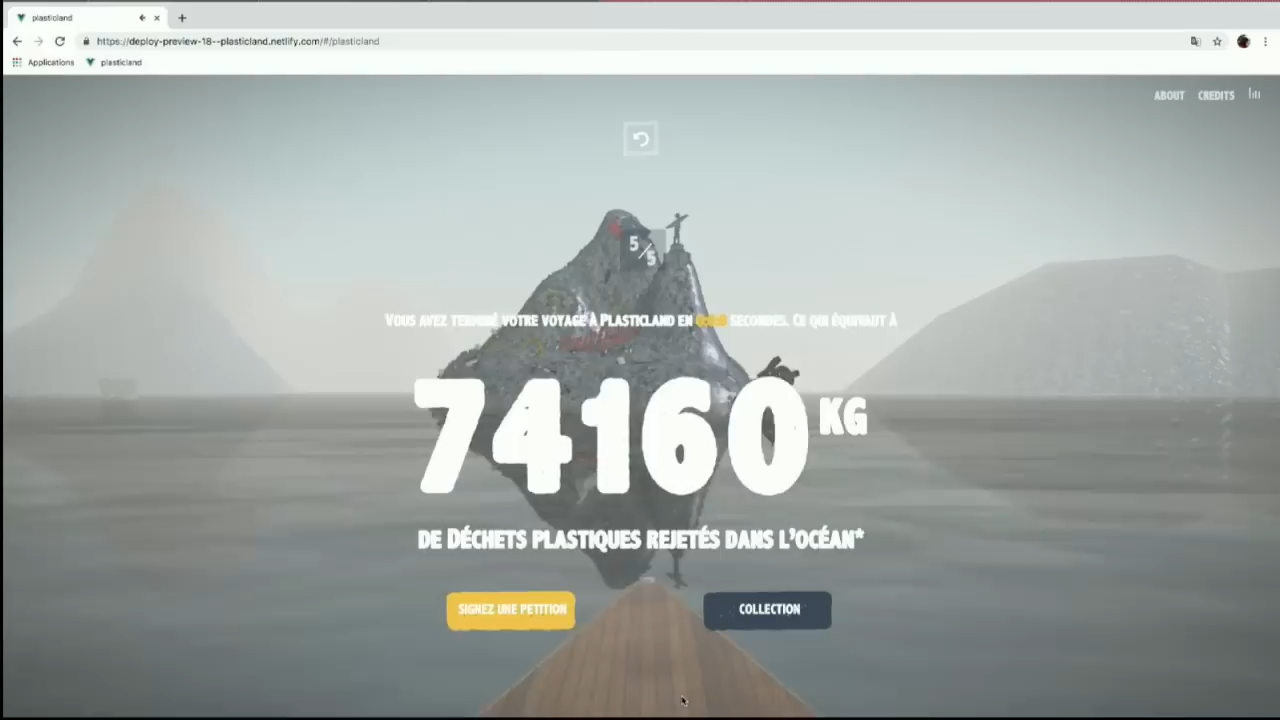 plasticland
https://deploy-preview-18--plasticland.netlify.com/#/plasticland
Applications plasticland
ABOUT CREDITS
5/5
VOUS AVEZ TERMINÉ VOTRE VOYAGE À PLASTICLAND EN SECONDES. CE QUI ÉQUIVAUT À
74160 KG
DE DÉCHETS PLASTIQUES REJETÉS DANS L'OCÉAN*
SIGNEZ UNE PETITION COLLECTION